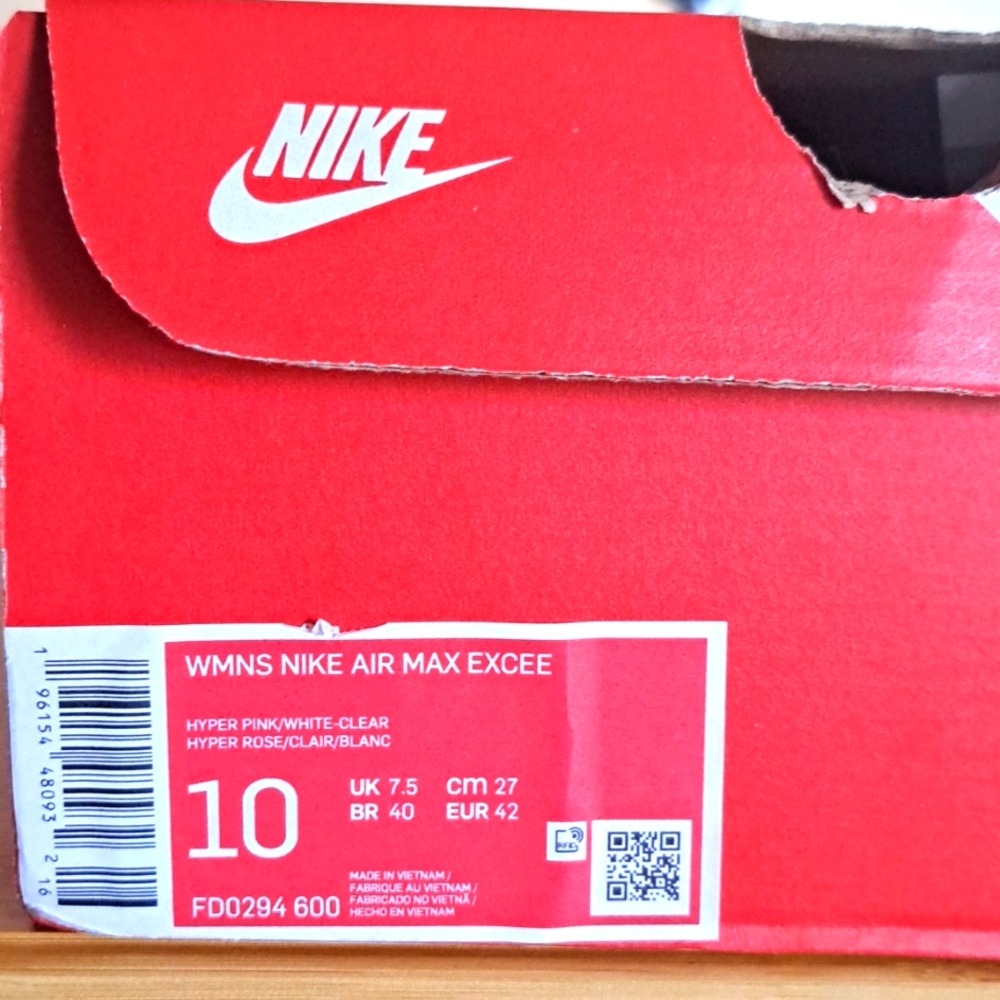 NIKE
WMNS NIKE AIR MAX EXCEE
HYPER PINK/WHITE-CLEAR
HYPER ROSE/CLAIR/BLANC
10
UK 7.5 cm 27
BR 40 EUR 42
RFID
MADE IN VIETNAM /
FABRIQUE AU VIETNAM /
FABRICADO NO VIETNÃ /
HECHO EN VIETNAM
FD0294 600
1 96154 48093 2 16